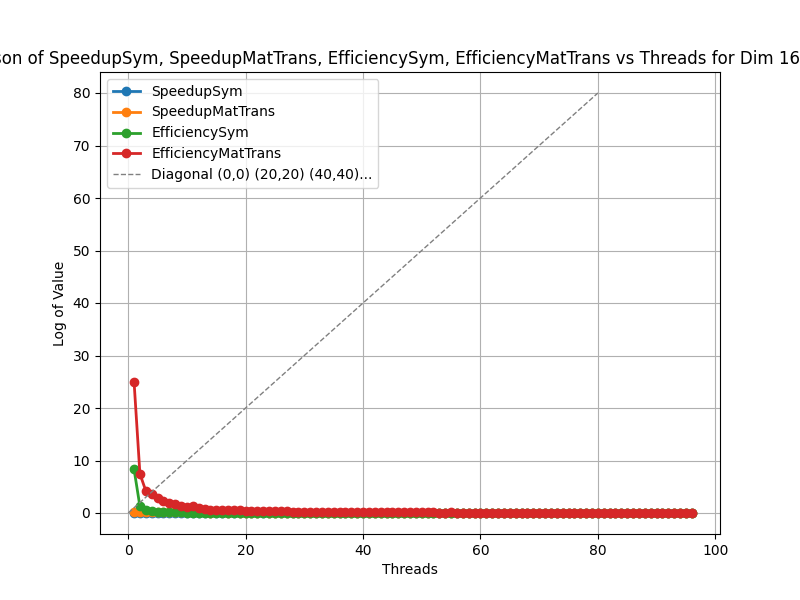 son of SpeedupSym, SpeedupMatTrans, EfficiencySym, EfficiencyMatTrans vs Threads for Dim 16
SpeedupSym
SpeedupMatTrans
EfficiencySym
EfficiencyMatTrans
Diagonal (0,0) (20,20) (40,40)...
80
70
60
50
40
30
20
10
0
Log of Value
0 20 40 60 80 100
Threads